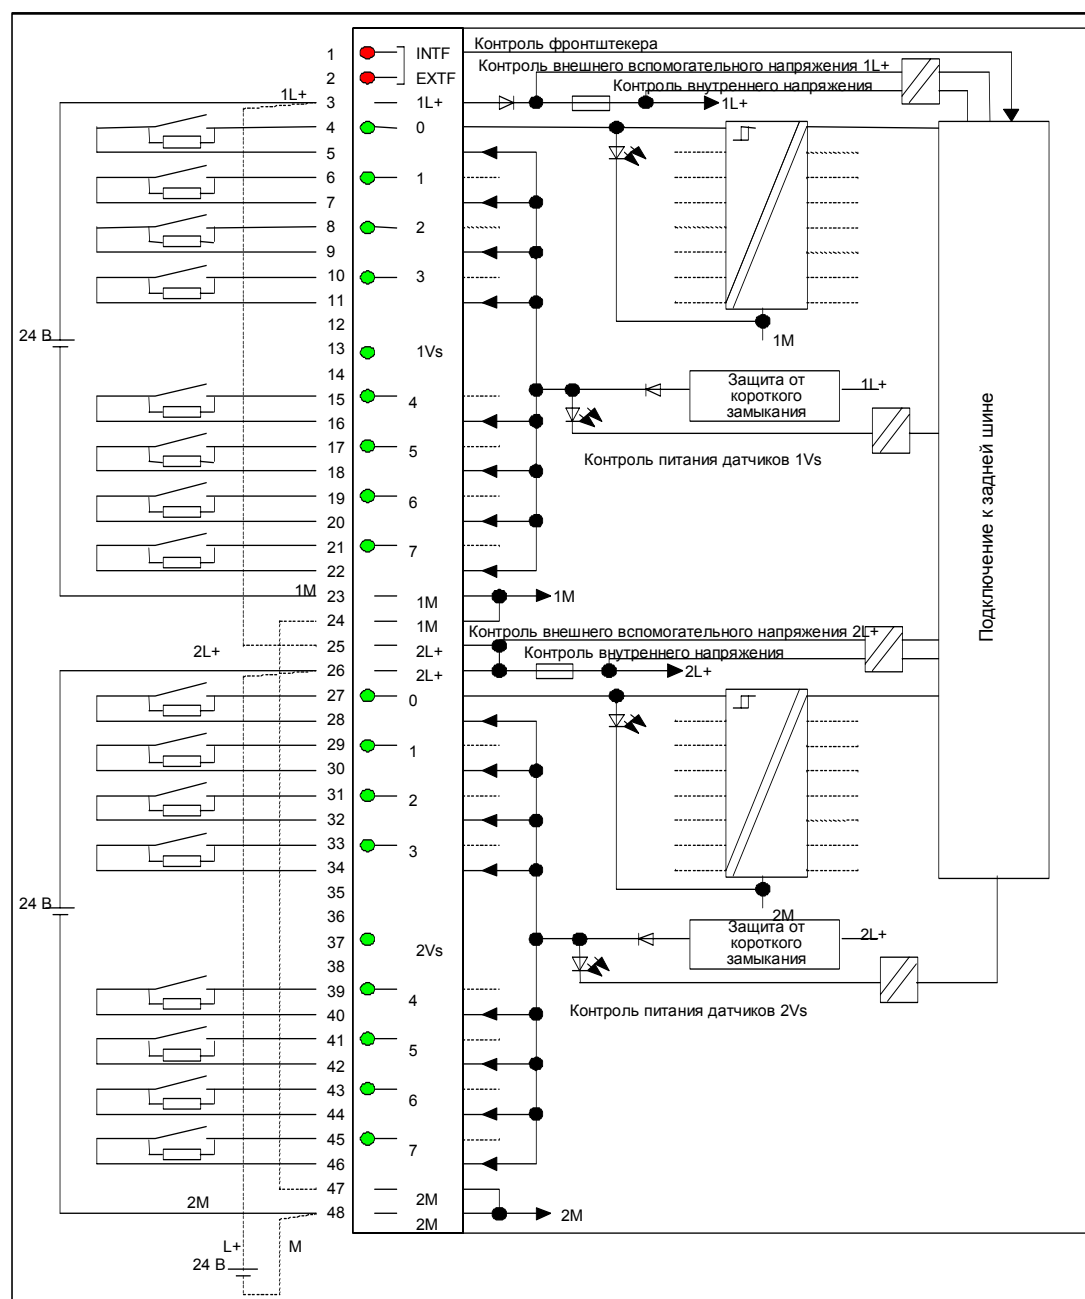 1 INTF Контроль фронтштекера
Контроль внешнего вспомогательного напряжения 1L+
2 EXTF
Контроль внутреннего напряжения
1L+ 3 1L+ 1L+
4 0
5
6 1
7
8 2
9
10 3
11
12
24 В 13 1Vs
1M
14
Защита от
короткого
замыкания
1L+
15 4
16
17 5
Контроль питания датчиков 1Vs
18
19 6
20
21 7
22
1M 23 1M 1M
24 1M
Контроль внешнего вспомогательного напряжения 2L+
25 2L+
Контроль внутреннего напряжения
2L+ 26 2L+ 2L+
27 0
28
29 1
30
31 2
32
33 3
34
35
24 В
36
2M
Защита от
короткого
замыкания
2L+
37 2Vs
38
39 4
40
Контроль питания датчиков 2Vs
41 5
42
43 6
44
45 7
46
47 2M
2M 48 2M 2M
L+ M
24 В
Подключение к задней шине